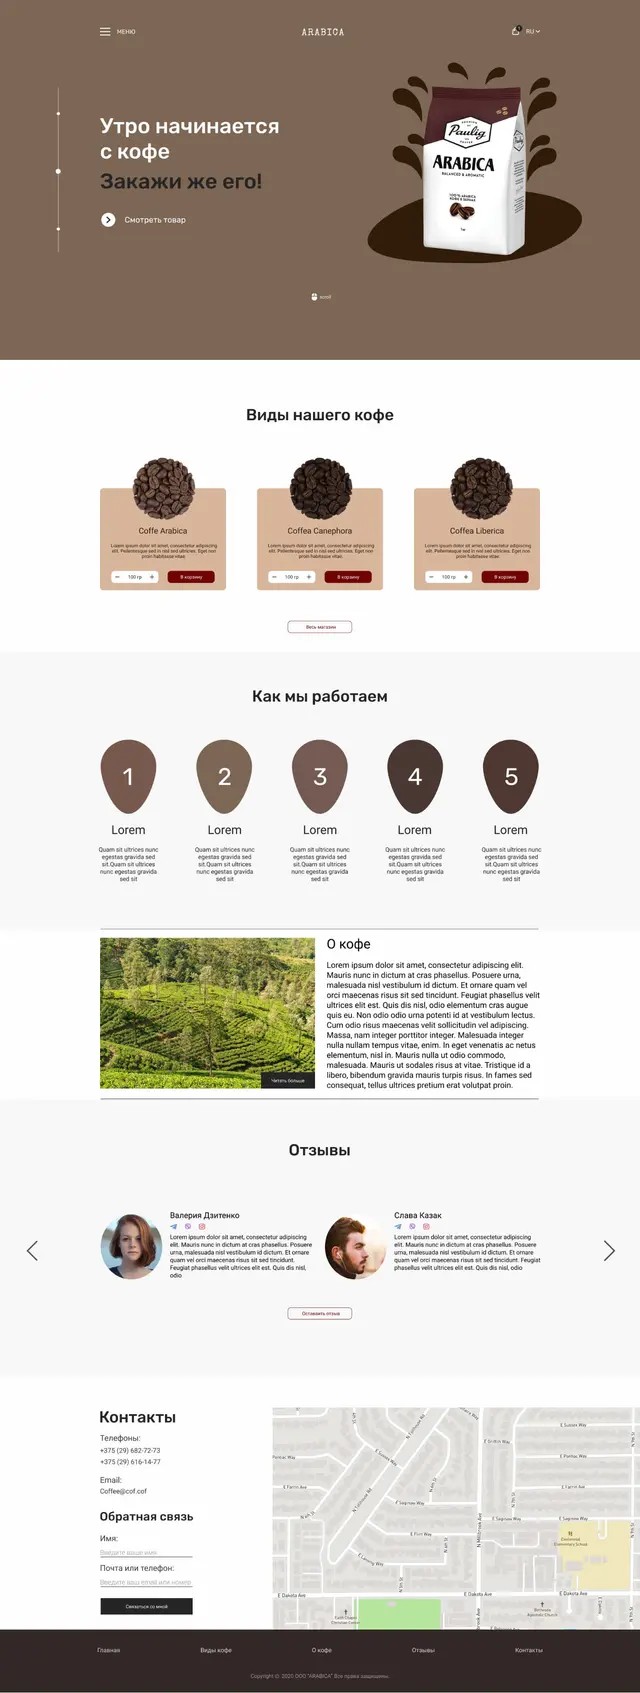 МЕНЮ
ARABICA
RU
Утро начинается
с кофе
Закажи же его!
Смотреть товар
PREMIUM
Paulig
ARABICA
BALANCED & AROMATIC
100% ARABICA
scroll
Виды нашего кофе
Coffe Arabica
Lorem ipsum dolor sit amet, consectetur adipiscing
elit. Pellentesque sed in nisl sed ultricies. Eget non
proin habitasse vitae.
100 гр
В корзину
Coffea Canephora
Lorem ipsum dolor sit amet, consectetur adipiscing
elit. Pellentesque sed in nisl sed ultricies. Eget non
proin habitasse vitae.
100 гр
В корзину
Coffea Liberica
Lorem ipsum dolor sit amet, consectetur adipiscing
elit. Pellentesque sed in nisl sed ultricies. Eget non
proin habitasse vitae.
100 гр
В корзину
Весь магазин
Как мы работаем
1
Lorem
Quam sit ultrices nunc
egestas gravida sed
sit.Quam sit ultrices
nunc egestas gravida
sed sit
2
Lorem
Quam sit ultrices nunc
egestas gravida sed
sit.Quam sit ultrices
nunc egestas gravida
sed sit
3
Lorem
Quam sit ultrices nunc
egestas gravida sed
sit.Quam sit ultrices
nunc egestas gravida
sed sit
4
Lorem
Quam sit ultrices nunc
egestas gravida sed
sit.Quam sit ultrices
nunc egestas gravida
sed sit
5
Lorem
Quam sit ultrices nunc
egestas gravida sed
sit.Quam sit ultrices
nunc egestas gravida
sed sit
Читать больше
О кофе
Lorem ipsum dolor sit amet, consectetur adipiscing elit.
Mauris nunc in dictum at cras phasellus. Posuere urna,
malesuada nisl vestibulum id dictum. Et ornare quam vel
orci maecenas risus sit sed tincidunt. Feugiat phasellus velit
ultrices elit est. Quis dis nisl, odio elementum cras augue
quis eu. Non odio odio urna potenti id at vestibulum lectus.
Cum odio risus maecenas velit sollicitudin vel adipiscing.
Massa, nam integer porttitor integer. Malesuada integer
nulla nullam tempus vitae, enim. In eget venenatis ac netus
elementum, nisl in. Mauris nulla ut odio commodo,
malesuada. Mauris ut sodales risus at vitae. Tristique id a
libero, bibendum gravida mauris turpis risus. In fames sed
consequat, tellus ultrices pretium erat volutpat proin.
Отзывы
Валерия Дзитенко
Lorem ipsum dolor sit amet, consectetur adipiscing
elit. Mauris nunc in dictum at cras phasellus. Posuere
urna, malesuada nisl vestibulum id dictum. Et ornare
quam vel orci maecenas risus sit sed tincidunt.
Feugiat phasellus velit ultrices elit est. Quis dis nisl,
odio
Слава Казак
Lorem ipsum dolor sit amet, consectetur adipiscing
elit. Mauris nunc in dictum at cras phasellus. Posuere
urna, malesuada nisl vestibulum id dictum. Et ornare
quam vel orci maecenas risus sit sed tincidunt.
Feugiat phasellus velit ultrices elit est. Quis dis nisl,
odio
Оставить отзыв
Контакты
Телефоны:
+375 (29) 682-72-73
+375 (29) 616-14-77
Email:
Coffee@cof.cof
Обратная связь
Имя:
Введите ваше имя
Почта или телефон:
Введите ваш email или номер
Связаться со мной
E Sussex Way
E Pontiac Way
E Fairin Ave
E Saginaw Way
E Dakota Ave
Главная
Виды кофе
О кофе
Отзывы
Контакты
Copyright © 2020 ООО "ARABICA" Все права защищены